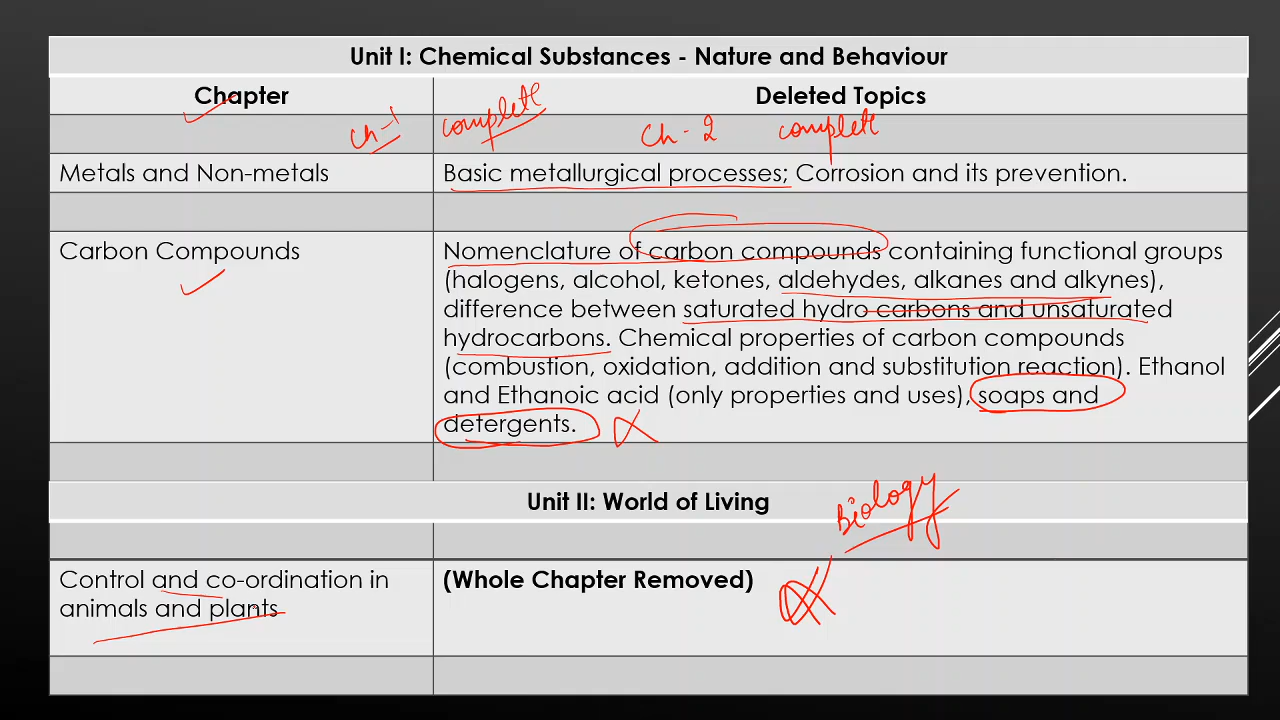 Unit I: Chemical Substances - Nature and Behaviour
Chapter
Deleted Topics
Ch-1 complete Ch-2 complete
Metals and Non-metals
Basic metallurgical processes; Corrosion and its prevention.
Carbon Compounds
Nomenclature of carbon compounds containing functional groups
(halogens, alcohol, ketones, aldehydes, alkanes and alkynes),
difference between saturated hydro carbons and unsaturated
hydrocarbons. Chemical properties of carbon compounds
(combustion, oxidation, addition and substitution reaction). Ethanol
and Ethanoic acid (only properties and uses), soaps and
detergents.
Unit II: World of Living
Biology
Control and co-ordination in
animals and plants
(Whole Chapter Removed)